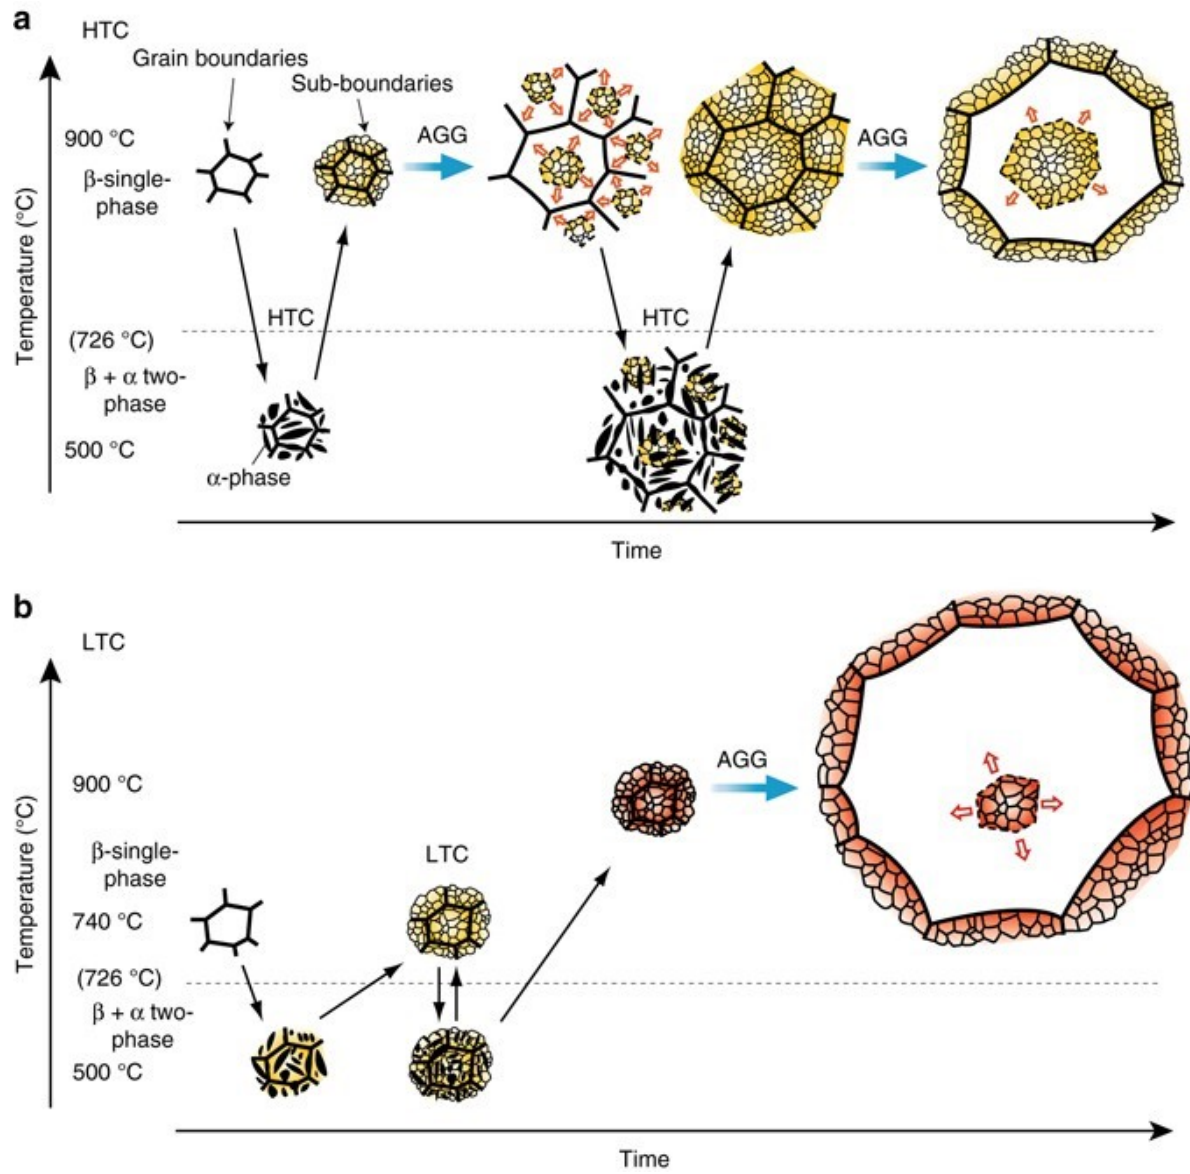 a
HTC
Grain boundaries
Sub-boundaries
AGG
AGG
900 °C
β-single-
phase
Temperature (°C)
HTC
HTC
(726 °C)
β + α two-
phase
500 °C
α-phase
Time
b
LTC
AGG
900 °C
β-single-
phase
LTC
740 °C
Temperature (°C)
(726 °C)
β + α two-
phase
500 °C
Time